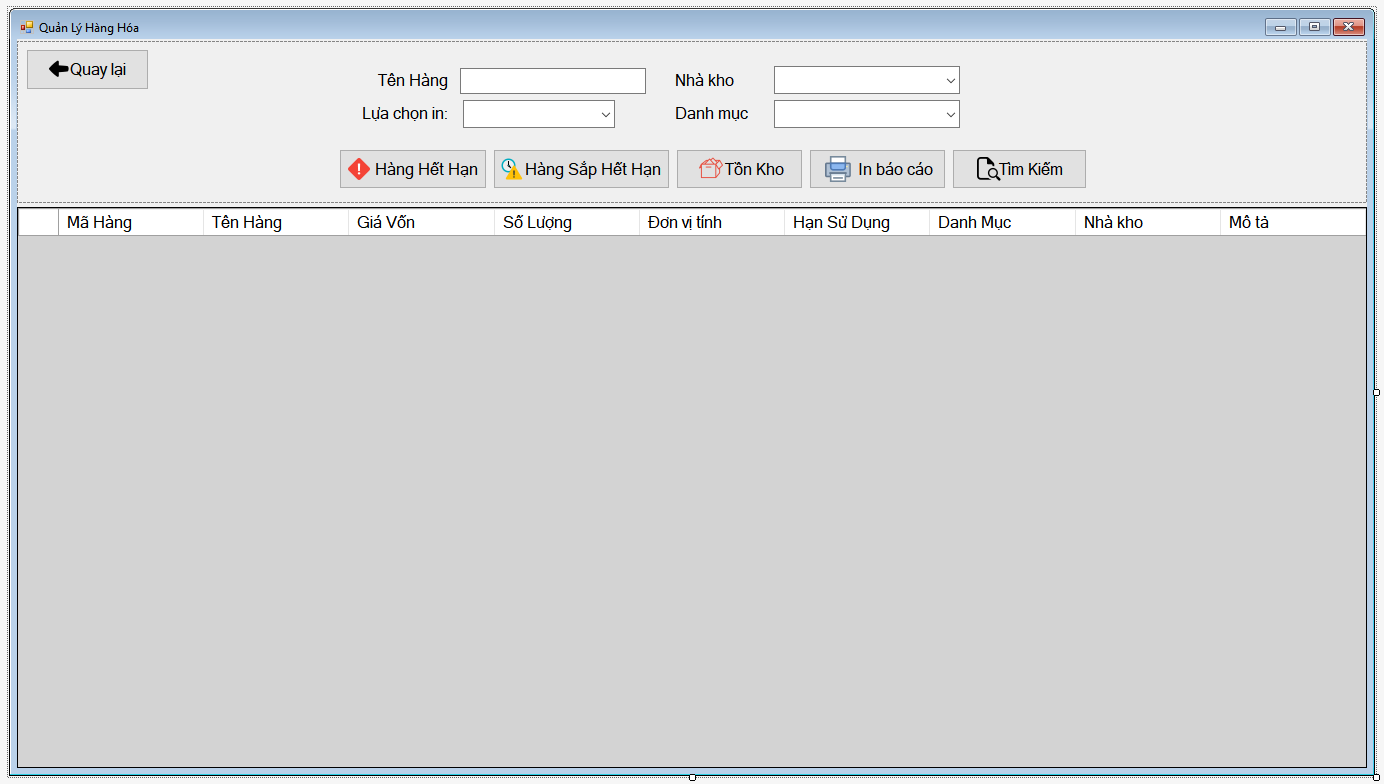 Quản Lý Hàng Hóa
Quay lại
Tên Hàng Nhà kho
Lựa chọn in: Danh mục
Hàng Hết Hạn Hàng Sắp Hết Hạn Tồn Kho In báo cáo Tìm Kiếm
Mã Hàng Tên Hàng Giá Vốn Số Lượng Đơn vị tính Hạn Sử Dụng Danh Mục Nhà kho Mô tả